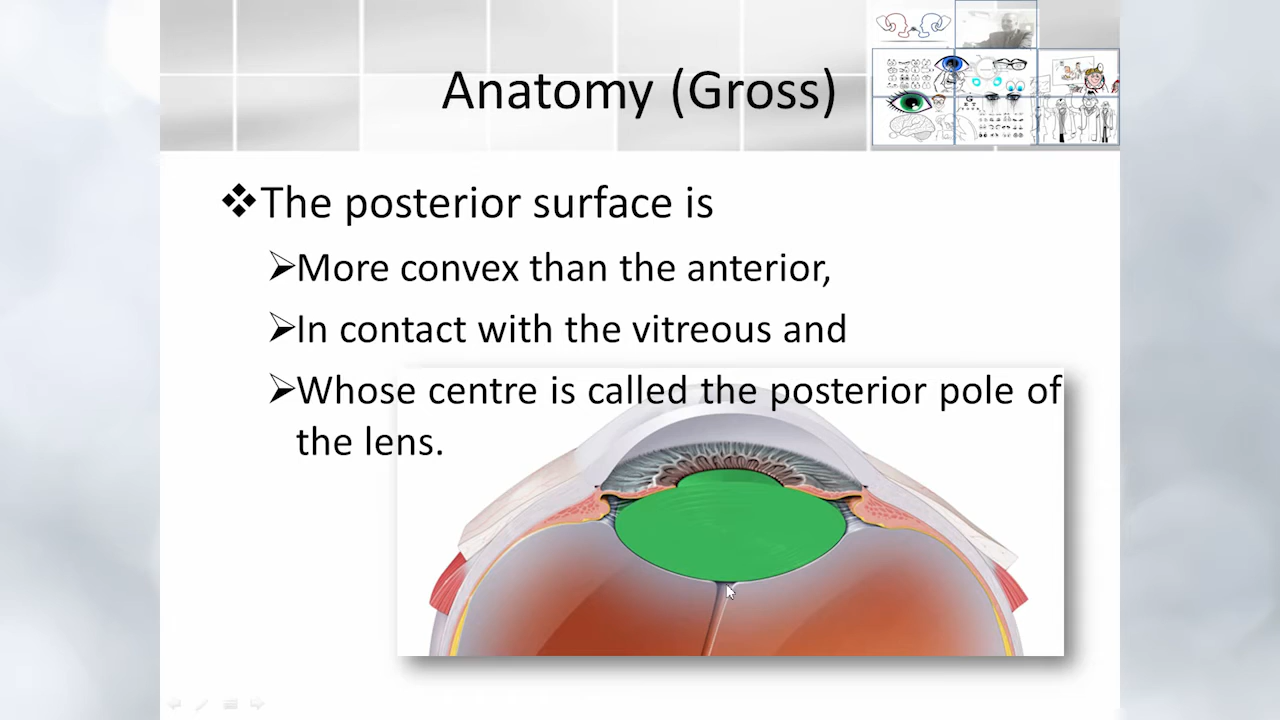 Anatomy (Gross)
❖The posterior surface is
➢More convex than the anterior,
➢In contact with the vitreous and
➢Whose centre is called the posterior pole of
the lens.